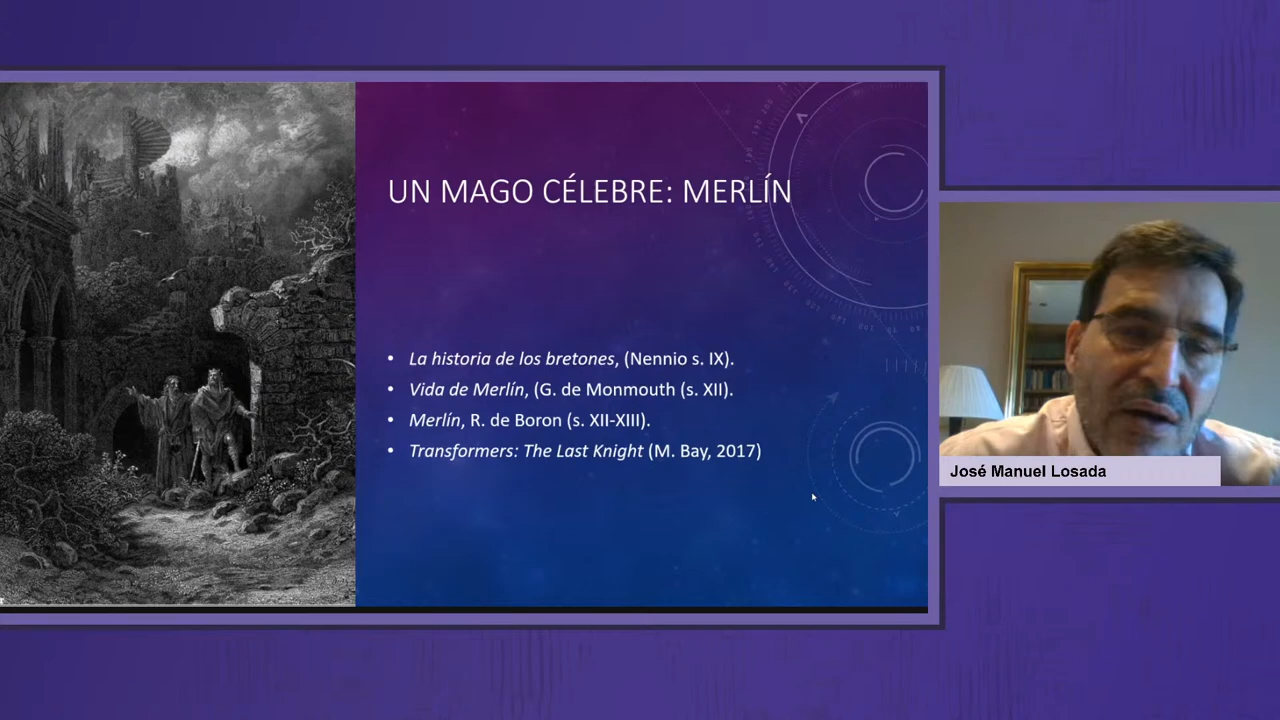 UN MAGO CÉLEBRE: MERLÍN
• La historia de los bretones, (Nennio s. IX).
• Vida de Merlín, (G. de Monmouth (s. XII).
• Merlín, R. de Boron (s. XII-XIII).
• Transformers: The Last Knight (M. Bay, 2017)
José Manuel Losada